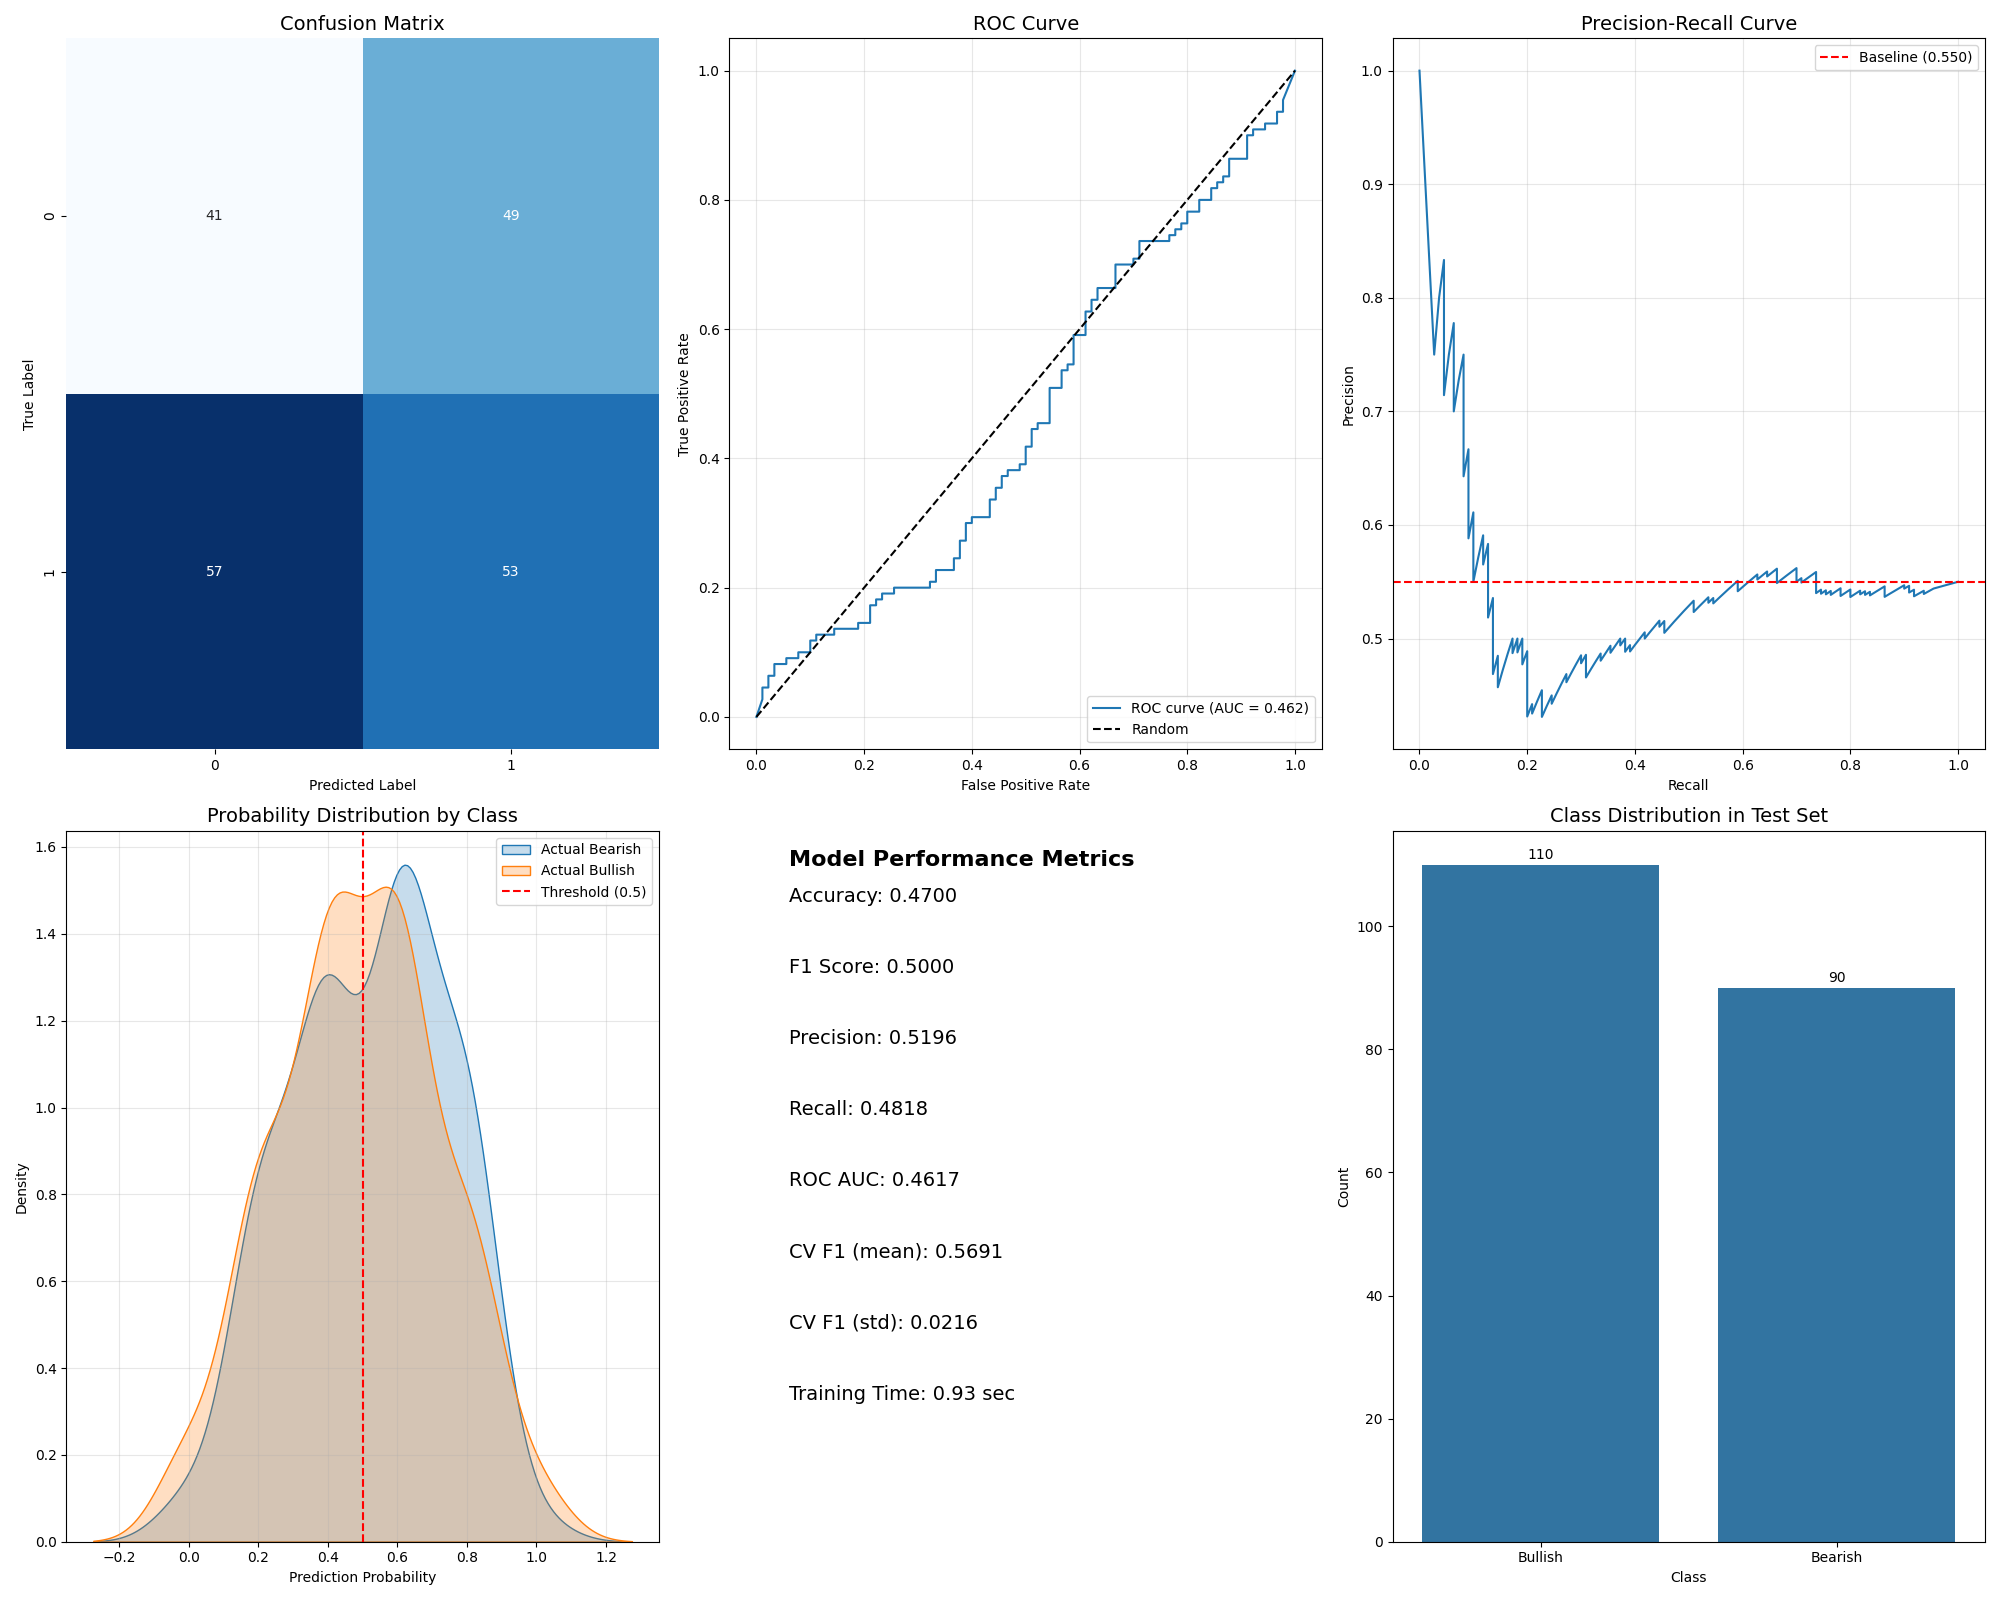 Confusion Matrix
0
1
True Label
41
49
57
53
0
1
Predicted Label
ROC Curve
1.0
0.8
0.6
0.4
0.2
0.0
True Positive Rate
ROC curve (AUC = 0.462)
Random
0.0
0.2
0.4
0.6
0.8
1.0
False Positive Rate
Precision-Recall Curve
Baseline (0.550)
1.0
0.9
0.8
0.7
0.6
0.5
Precision
0.0
0.2
0.4
0.6
0.8
1.0
Recall
Probability Distribution by Class
Actual Bearish
Actual Bullish
Threshold (0.5)
1.6
1.4
1.2
1.0
0.8
0.6
0.4
0.2
0.0
Density
−0.2
0.0
0.2
0.4
0.6
0.8
1.0
1.2
Prediction Probability
Model Performance Metrics
Accuracy: 0.4700
F1 Score: 0.5000
Precision: 0.5196
Recall: 0.4818
ROC AUC: 0.4617
CV F1 (mean): 0.5691
CV F1 (std): 0.0216
Training Time: 0.93 sec
Class Distribution in Test Set
110
90
100
80
60
40
20
0
Count
Bullish
Bearish
Class